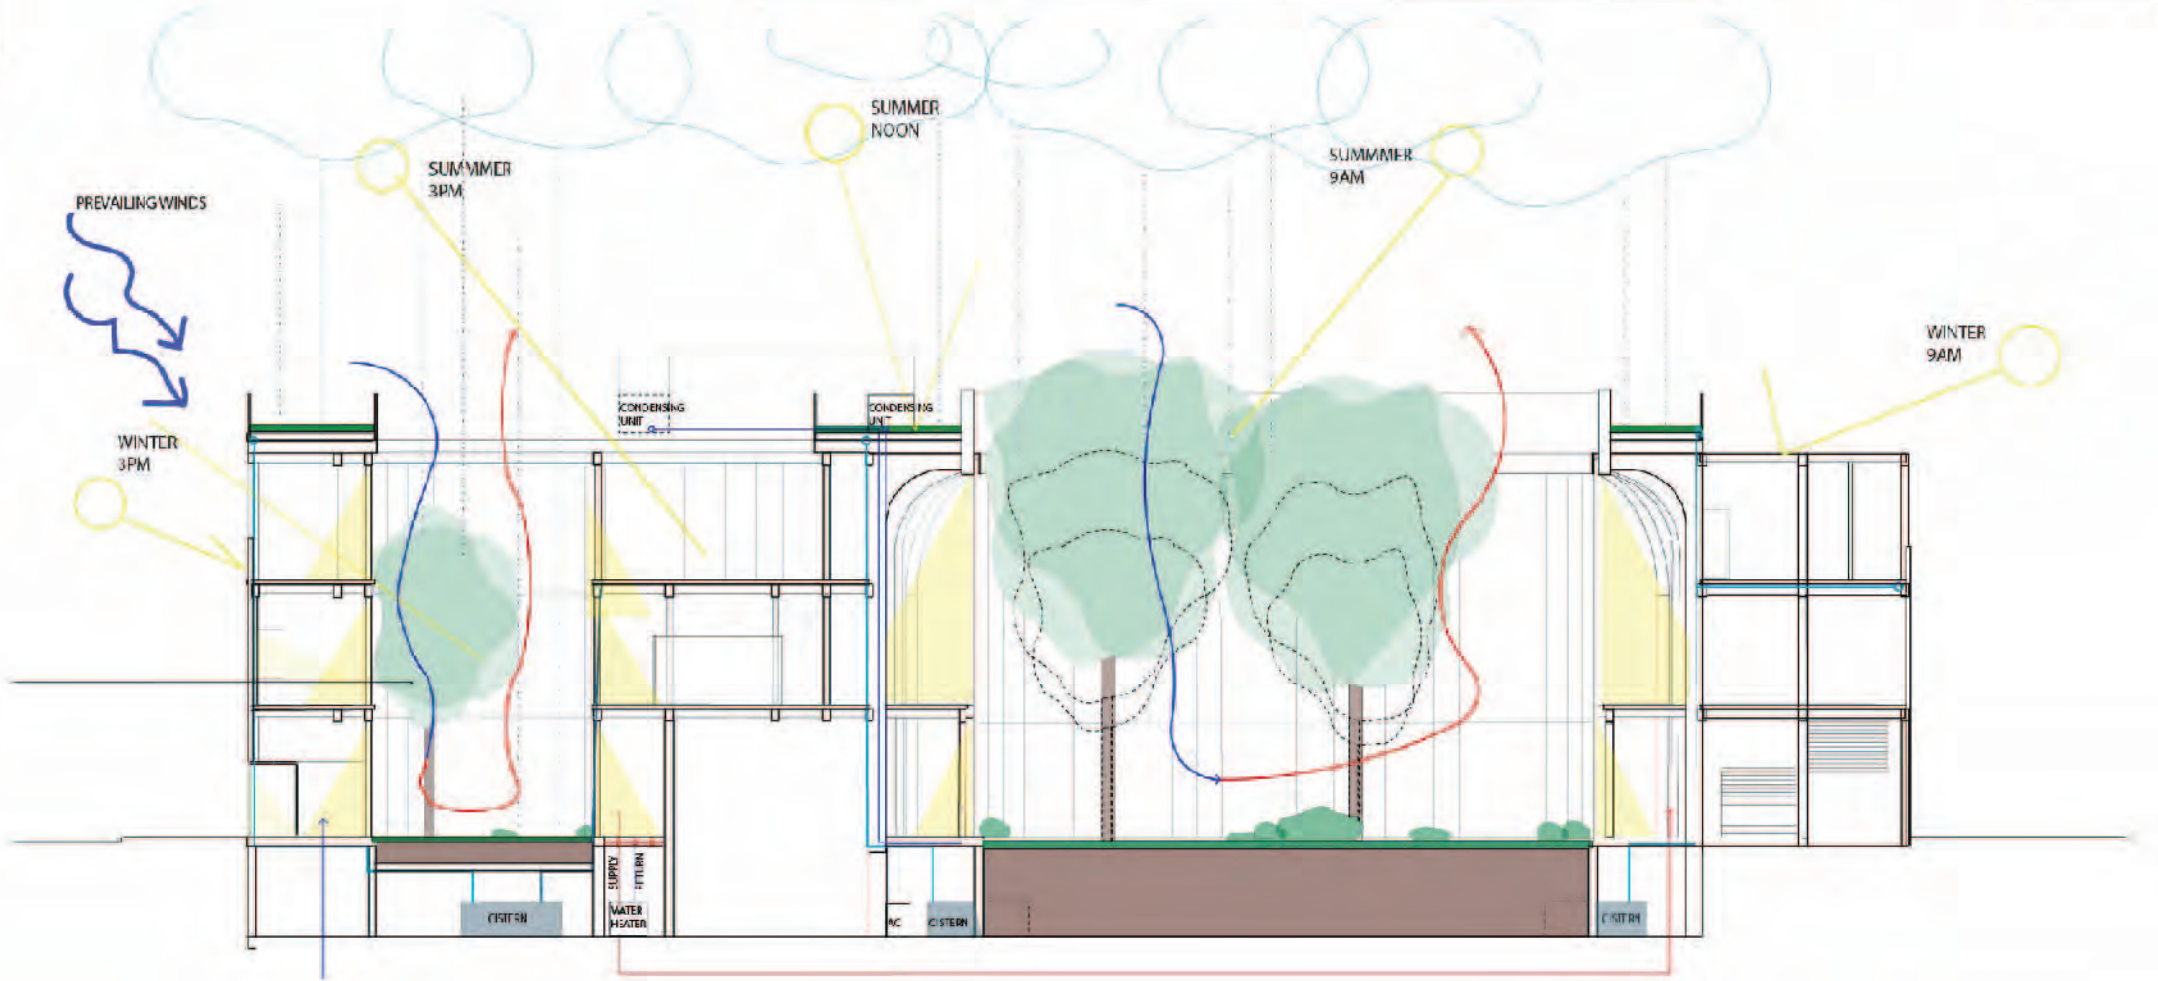 SUMMER
NOON
SUMMMER
3PM
SUMMMER
9AM
PREVAILING WINDS
WINTER
9AM
CONDENSING
UNIT
CONDENSING
UNIT
WINTER
3PM
SUPPLY
RETURN
WATER
HEATER
CISTERN
AC
CISTERN
CISTERN